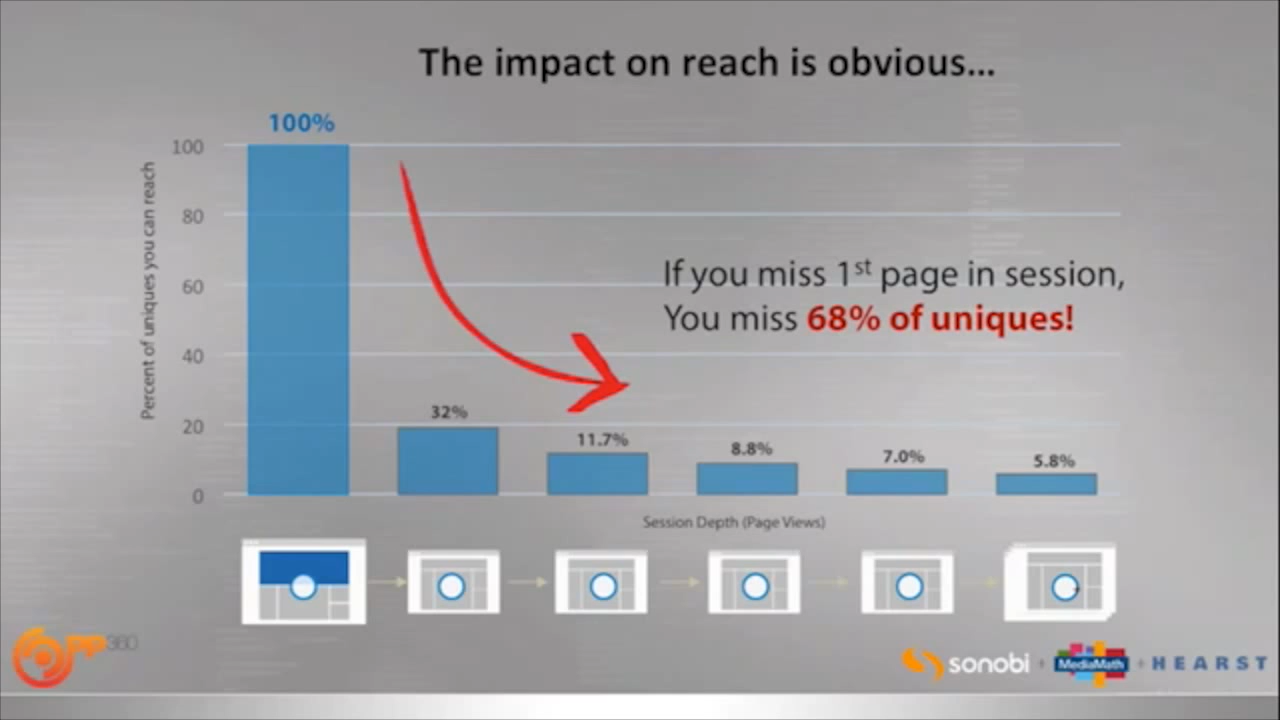 The impact on reach is obvious...
100%
100
80
60
40
20
0
Percent of uniques you can reach
If you miss 1st page in session,
You miss 68% of uniques!
32%
11.7%
8.8%
7.0%
5.8%
Session Depth (Page Views)
OPP360
sonobi + MediaMath + HEARST